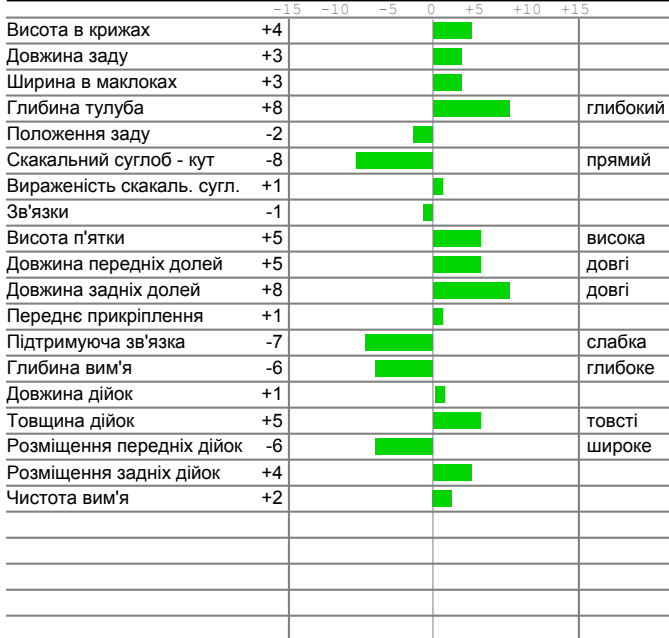 -15 -10 -5 0 +5 +10 +15
Висота в крижах +4
Довжина заду +3
Ширина в маклоках +3
Глибина тулуба +8 глибокий
Положення заду -2
Скакальний суглоб - кут -8 прямий
Вираженість скакаль. сугл. +1
Зв'язки -1
Висота п'ятки +5 висока
Довжина передніх долей +5 довгі
Довжина задніх долей +8 довгі
Переднє прикріплення +1
Підтримуюча зв'язка -7 слабка
Глибина вим'я -6 глибоке
Довжина дійок +1
Товщина дійок +5 товсті
Розміщення передніх дійок -6 широке
Розміщення задніх дійок +4
Чистота вим'я +2